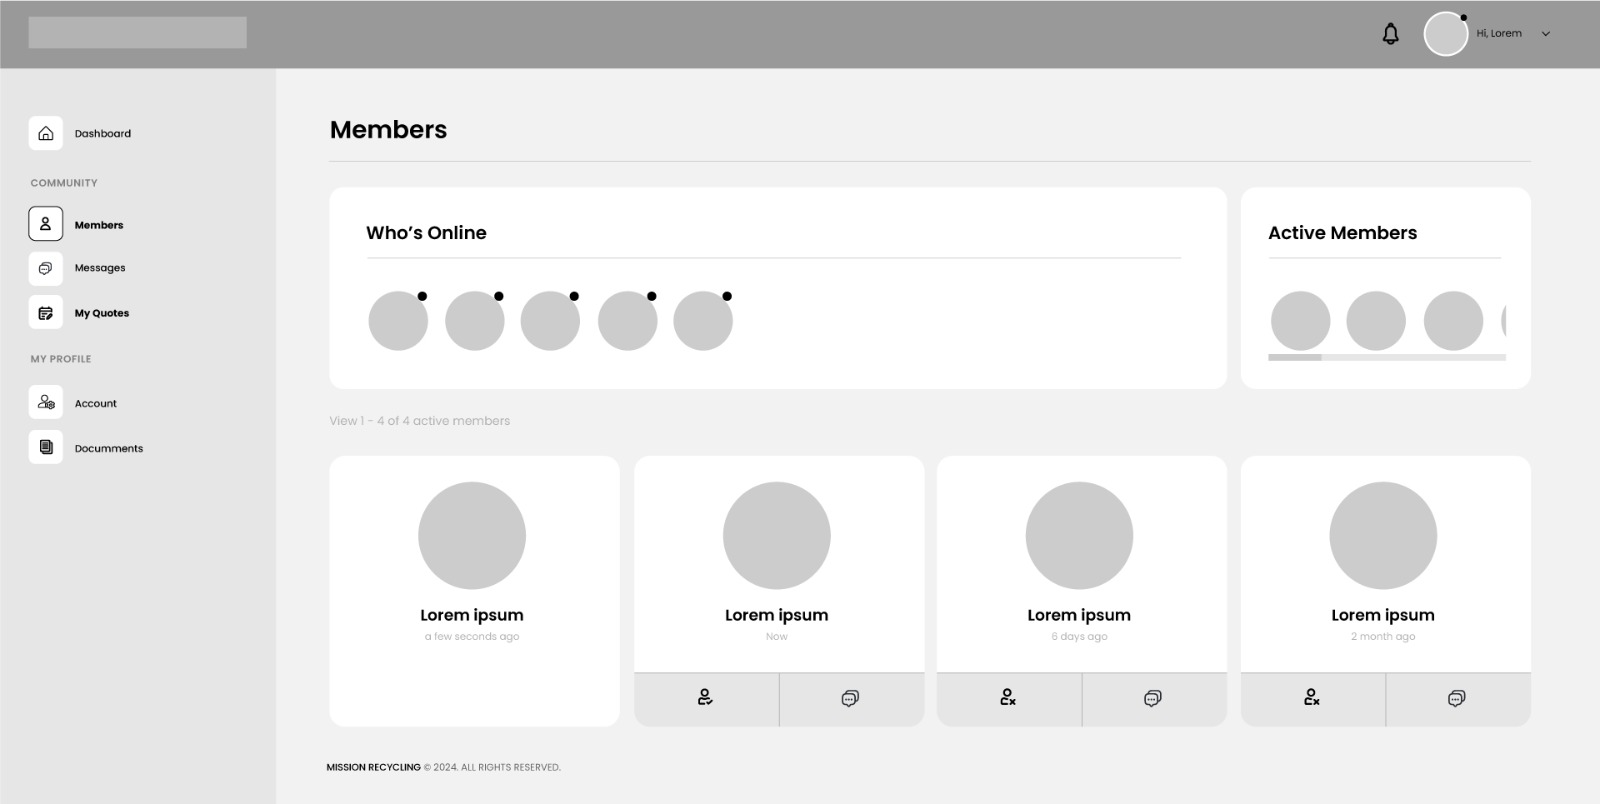 Hi, Lorem
Dashboard
COMMUNITY
Members
Messages
My Quotes
MY PROFILE
Account
Documments
Members
Who's Online
Active Members
View 1 - 4 of 4 active members
Lorem ipsum
a few seconds ago
Lorem ipsum
Now
Lorem ipsum
6 days ago
Lorem ipsum
2 month ago
MISSION RECYCLING © 2024. ALL RIGHTS RESERVED.